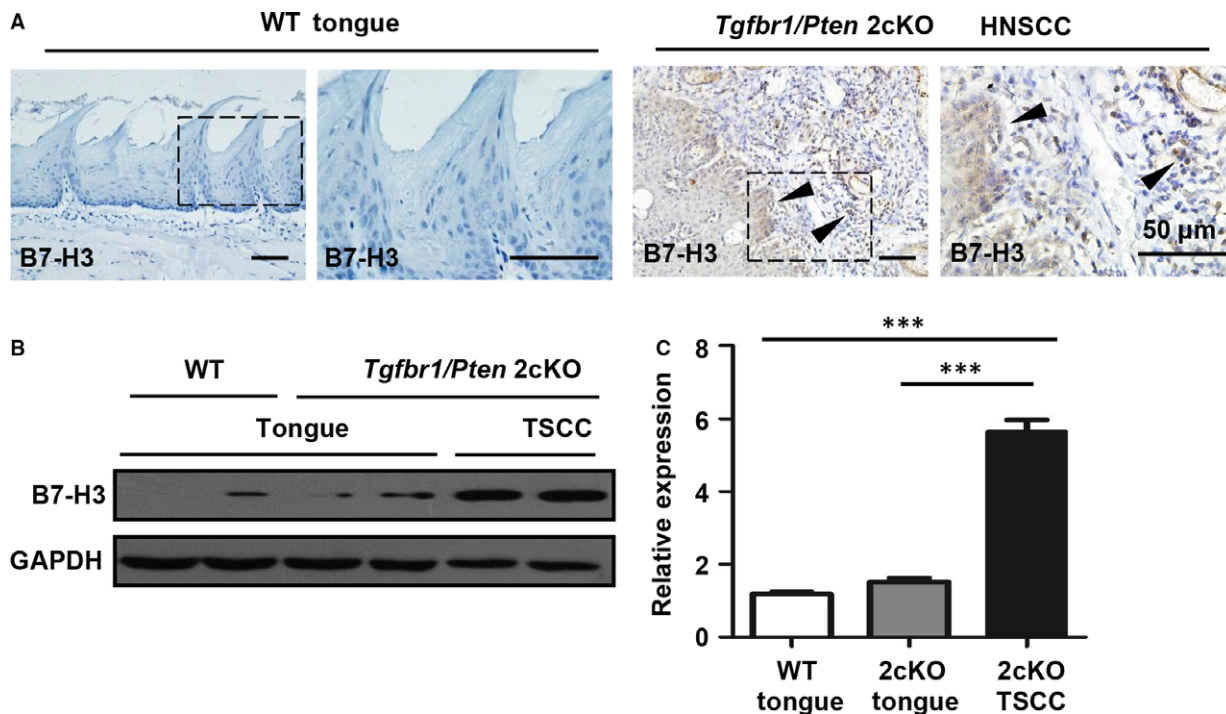 A
WT tongue
Tgfbr1/Pten 2cKO HNSCC
B7-H3
B7-H3
B7-H3
B7-H3
50 μm
B
WT
Tgfbr1/Pten 2cKO
Tongue
TSCC
B7-H3
GAPDH
C
***
***
Relative expression
8
6
4
2
0
WT tongue
2cKO tongue
2cKO TSCC